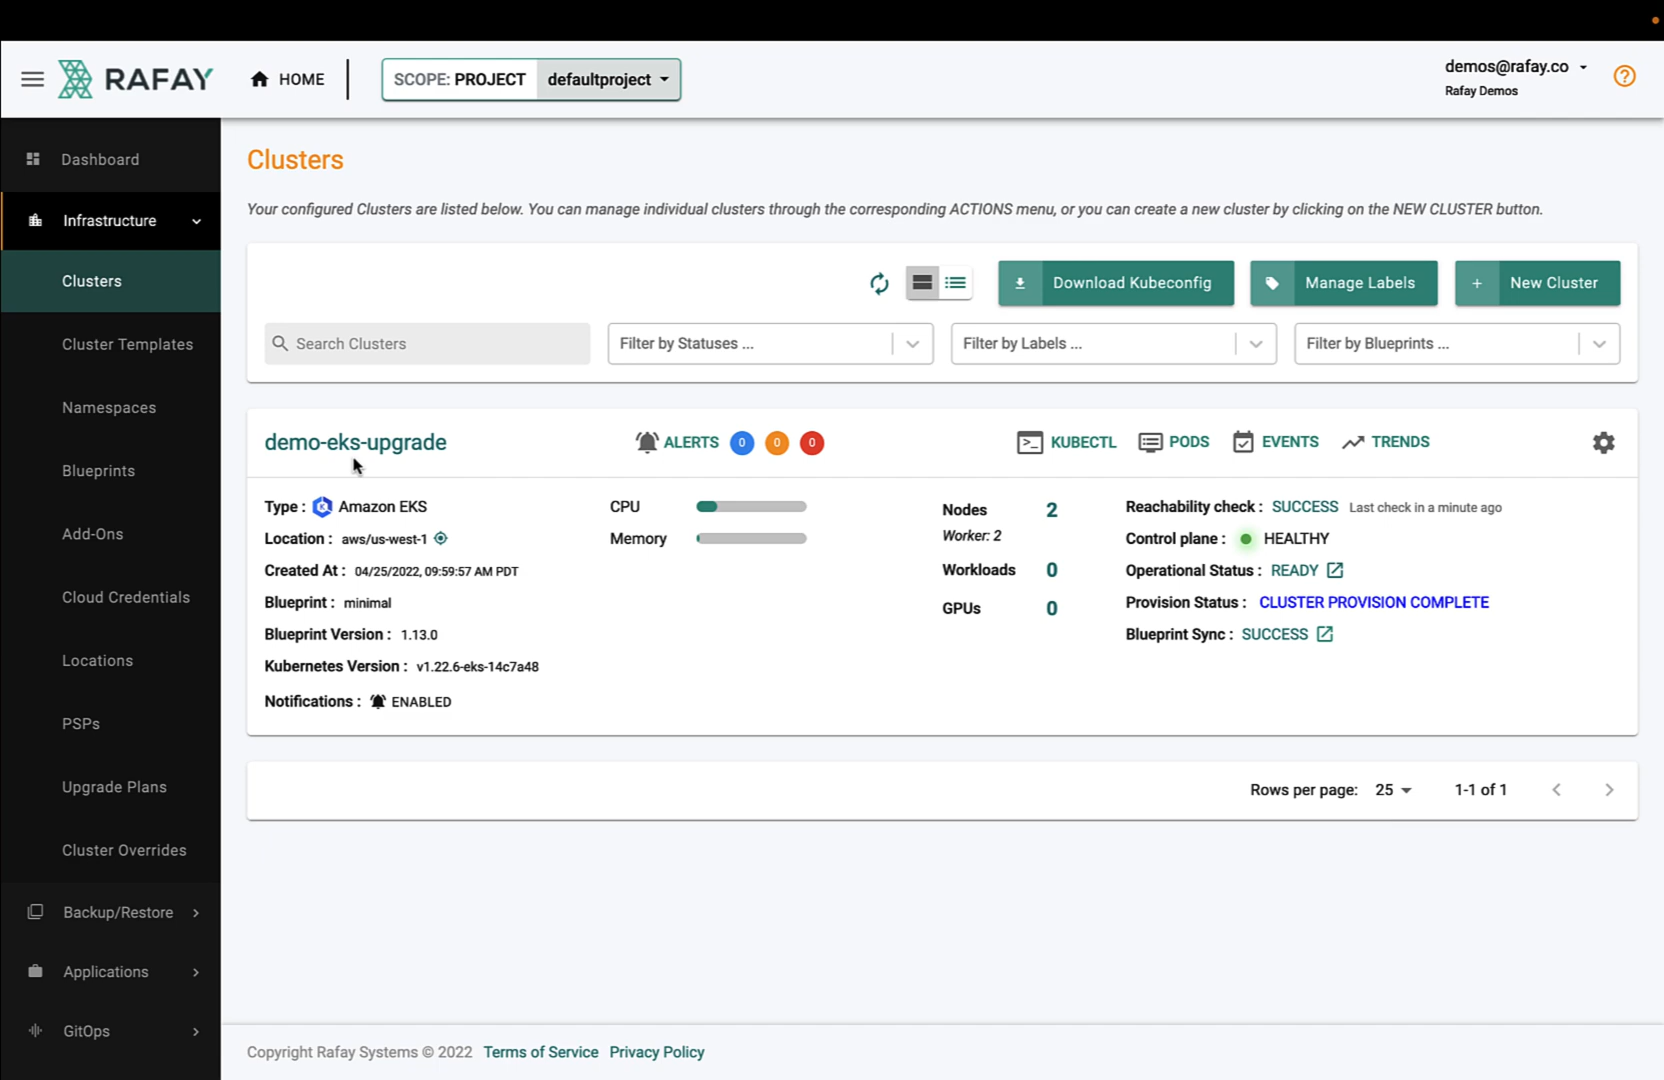 RAFAY
HOME
SCOPE: PROJECT
defaultproject
demos@rafay.co
Rafay Demos
Dashboard
Infrastructure
Clusters
Cluster Templates
Namespaces
Blueprints
Add-Ons
Cloud Credentials
Locations
PSPs
Upgrade Plans
Cluster Overrides
Backup/Restore
Applications
GitOps
Clusters
Your configured Clusters are listed below. You can manage individual clusters through the corresponding ACTIONS menu, or you can create a new cluster by clicking on the NEW CLUSTER button.
Download Kubeconfig
Manage Labels
New Cluster
Search Clusters
Filter by Statuses ...
Filter by Labels ...
Filter by Blueprints ...
demo-eks-upgrade
ALERTS 0 0 0
KUBECTL
PODS
EVENTS
TRENDS
Type : Amazon EKS
Location : aws/us-west-1
Created At : 04/25/2022, 09:59:57 AM PDT
Blueprint : minimal
Blueprint Version : 1.13.0
Kubernetes Version : v1.22.6-eks-14c7a48
Notifications : ENABLED
CPU
Memory
Nodes 2
Worker: 2
Workloads 0
GPUs 0
Reachability check : SUCCESS Last check in a minute ago
Control plane : HEALTHY
Operational Status : READY
Provision Status : CLUSTER PROVISION COMPLETE
Blueprint Sync : SUCCESS
Rows per page: 25 1-1 of 1
Copyright Rafay Systems © 2022 Terms of Service Privacy Policy